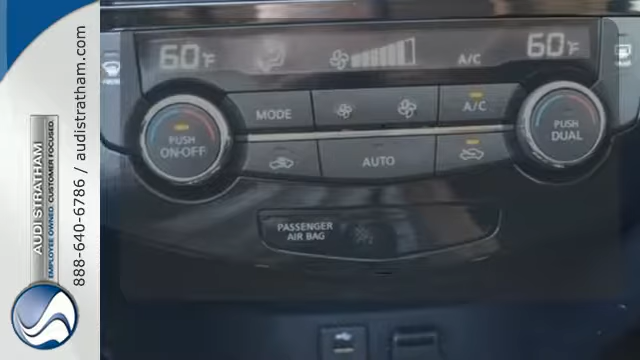 60°F
A/C
60°F
MODE
A/C
PUSH
ON·OFF
AUTO
PUSH
DUAL
PASSENGER
AIR BAG
AUDI STRATHAM
EMPLOYEE OWNED. CUSTOMER FOCUSED.
888-640-6786 / audistratham.com